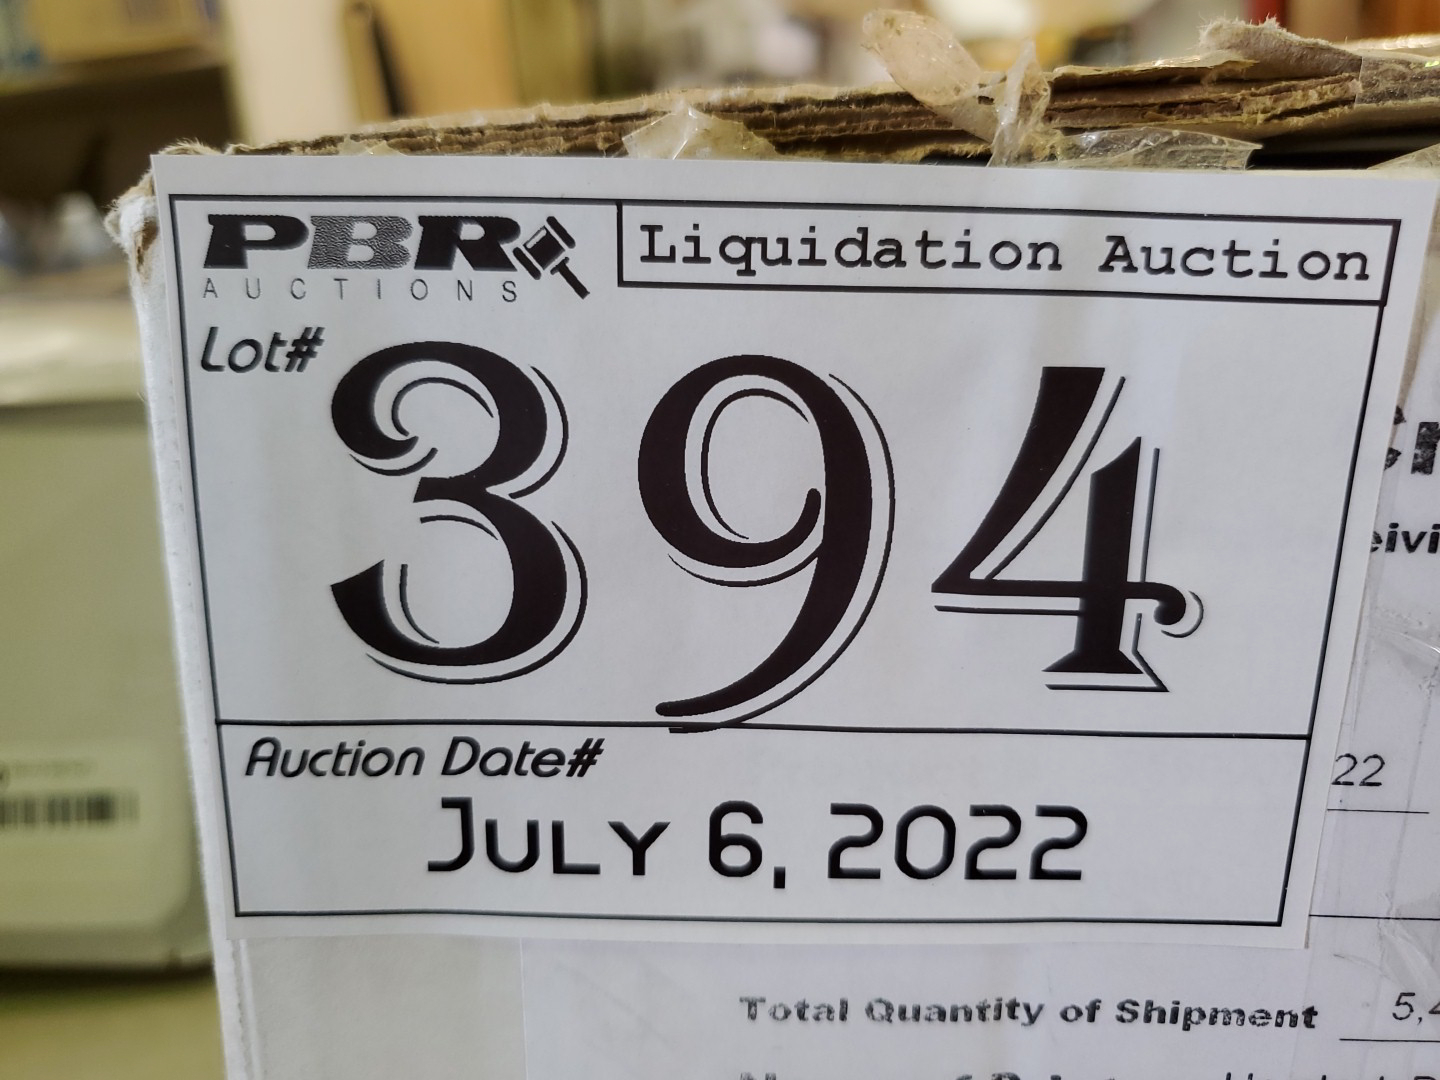 PBR
AUCTIONS
Liquidation Auction
Lot#
394
Auction Date#
July 6, 2022
22
Total Quantity of Shipment